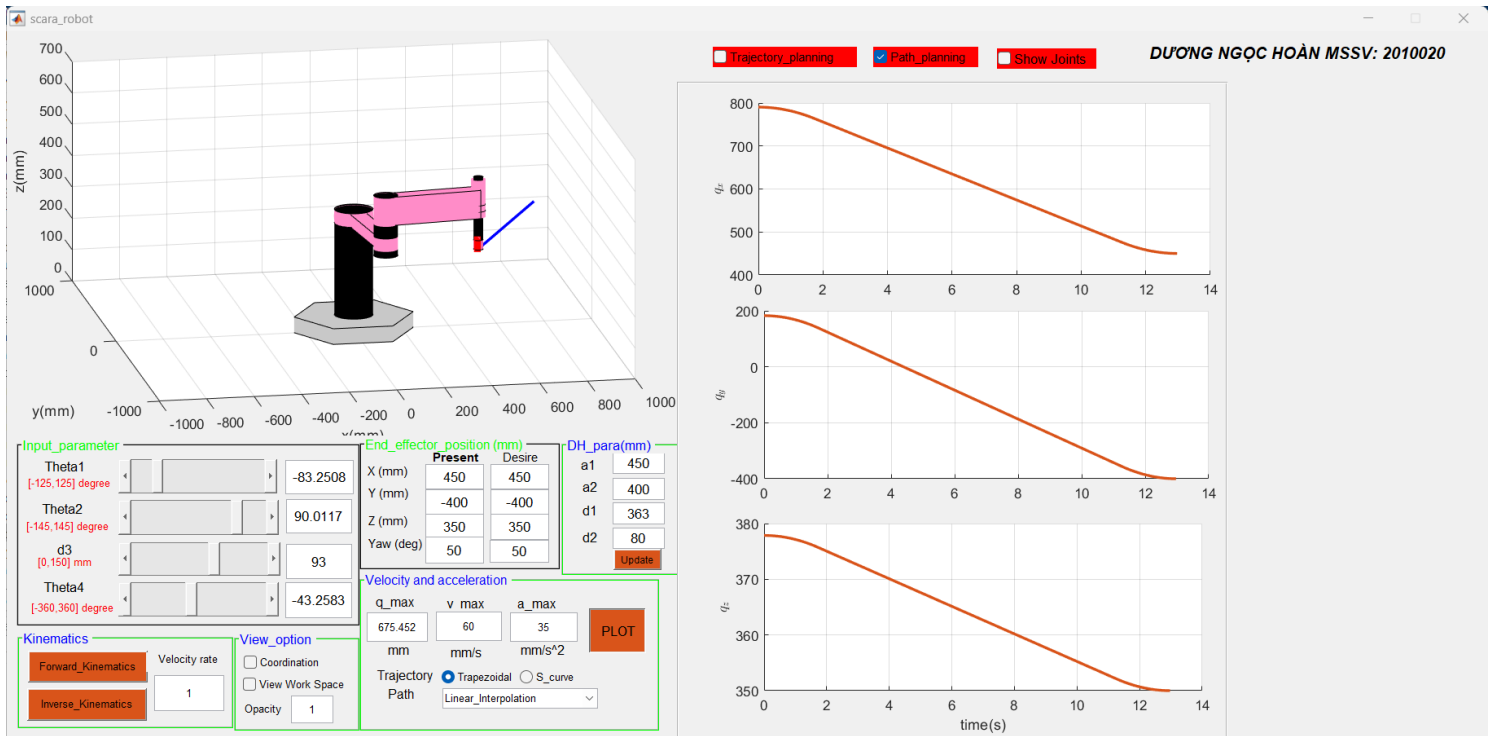 scara_robot
Trajectory_planning
Path_planning
Show Joints
DƯƠNG NGỌC HOÀN MSSV: 2010020
700
600
500
400
300
200
100
0
z(mm)
1000
0
-1000
y(mm)
-1000 -800 -600 -400 -200 0 200 400 600 800 1000
x(mm)
800
700
600
500
400
qx
0 2 4 6 8 10 12 14
200
0
-200
-400
qy
0 2 4 6 8 10 12 14
380
370
360
350
qz
0 2 4 6 8 10 12 14
time(s)
Input_parameter
Theta1
[-125,125] degree
-83.2508
Theta2
[-145,145] degree
90.0117
d3
[0,150] mm
93
Theta4
[-360,360] degree
-43.2583
End_effector_position (mm)
Present Desire
X (mm) 450 450
Y (mm) -400 -400
Z (mm) 350 350
Yaw (deg) 50 50
DH_para(mm)
a1 450
a2 400
d1 363
d2 80
Update
Kinematics
Forward_Kinematics
Inverse_Kinematics
Velocity rate
1
View_option
Coordination
View Work Space
Opacity 1
Velocity and acceleration
q_max v_max a_max
675.452 60 35
mm mm/s mm/s^2
PLOT
Trajectory Trapezoidal S_curve
Path Linear_Interpolation